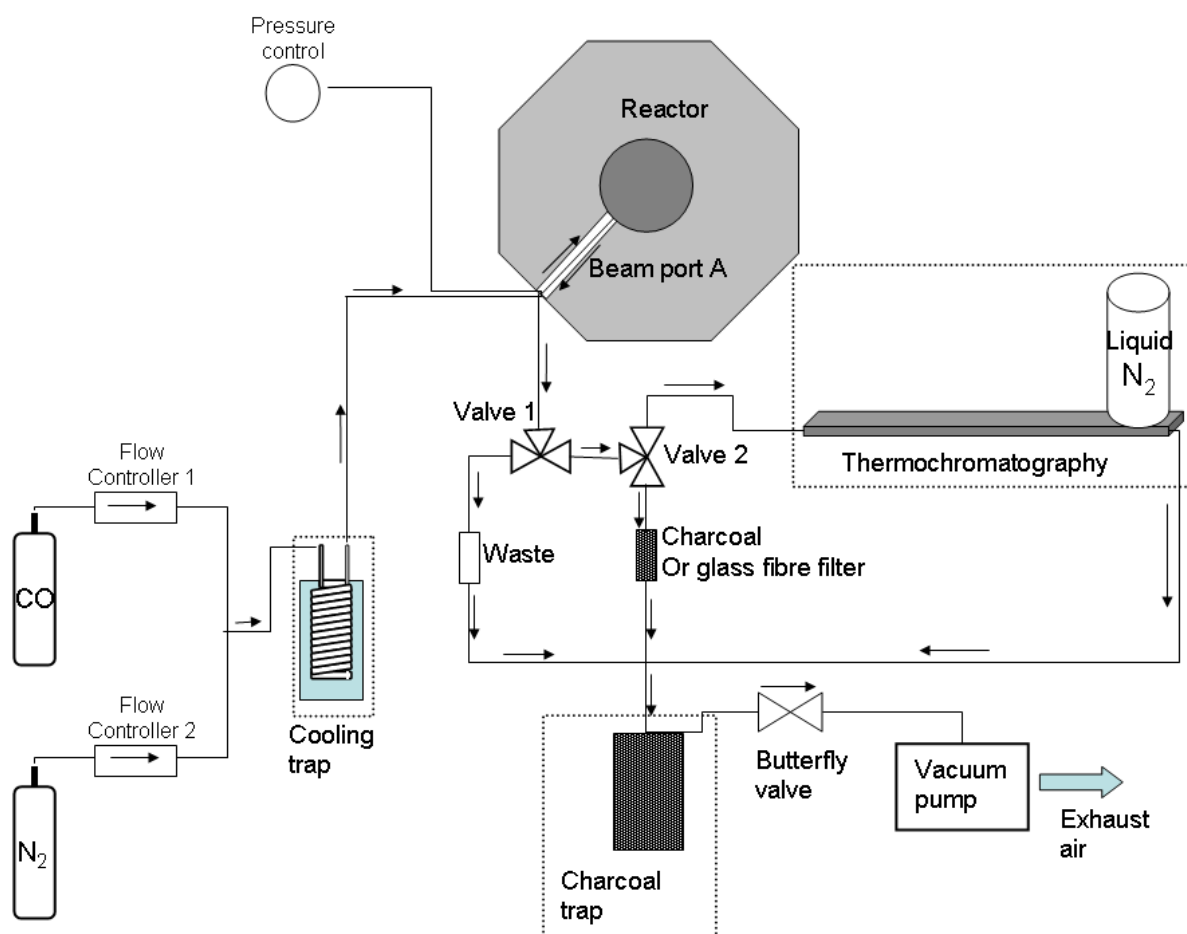 Pressure
control
Reactor
Beam port A
Liquid
N₂
Valve 1
Valve 2
Thermochromatography
Flow
Controller 1
CO
Waste
Charcoal
Or glass fibre filter
Flow
Controller 2
N₂
Cooling
trap
Butterfly
valve
Vacuum
pump
Exhaust
air
Charcoal
trap